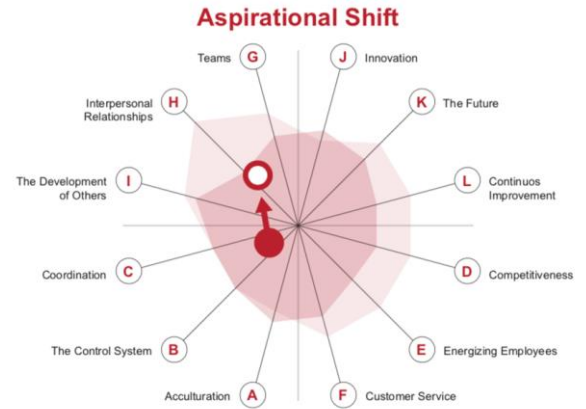 Aspirational Shift
Teams G
J Innovation
Interpersonal
Relationships
H
K The Future
The Development
of Others
I
L
Continuos
Improvement
Coordination C
D Competitiveness
The Control System B
E Energizing Employees
Acculturation A
F Customer Service